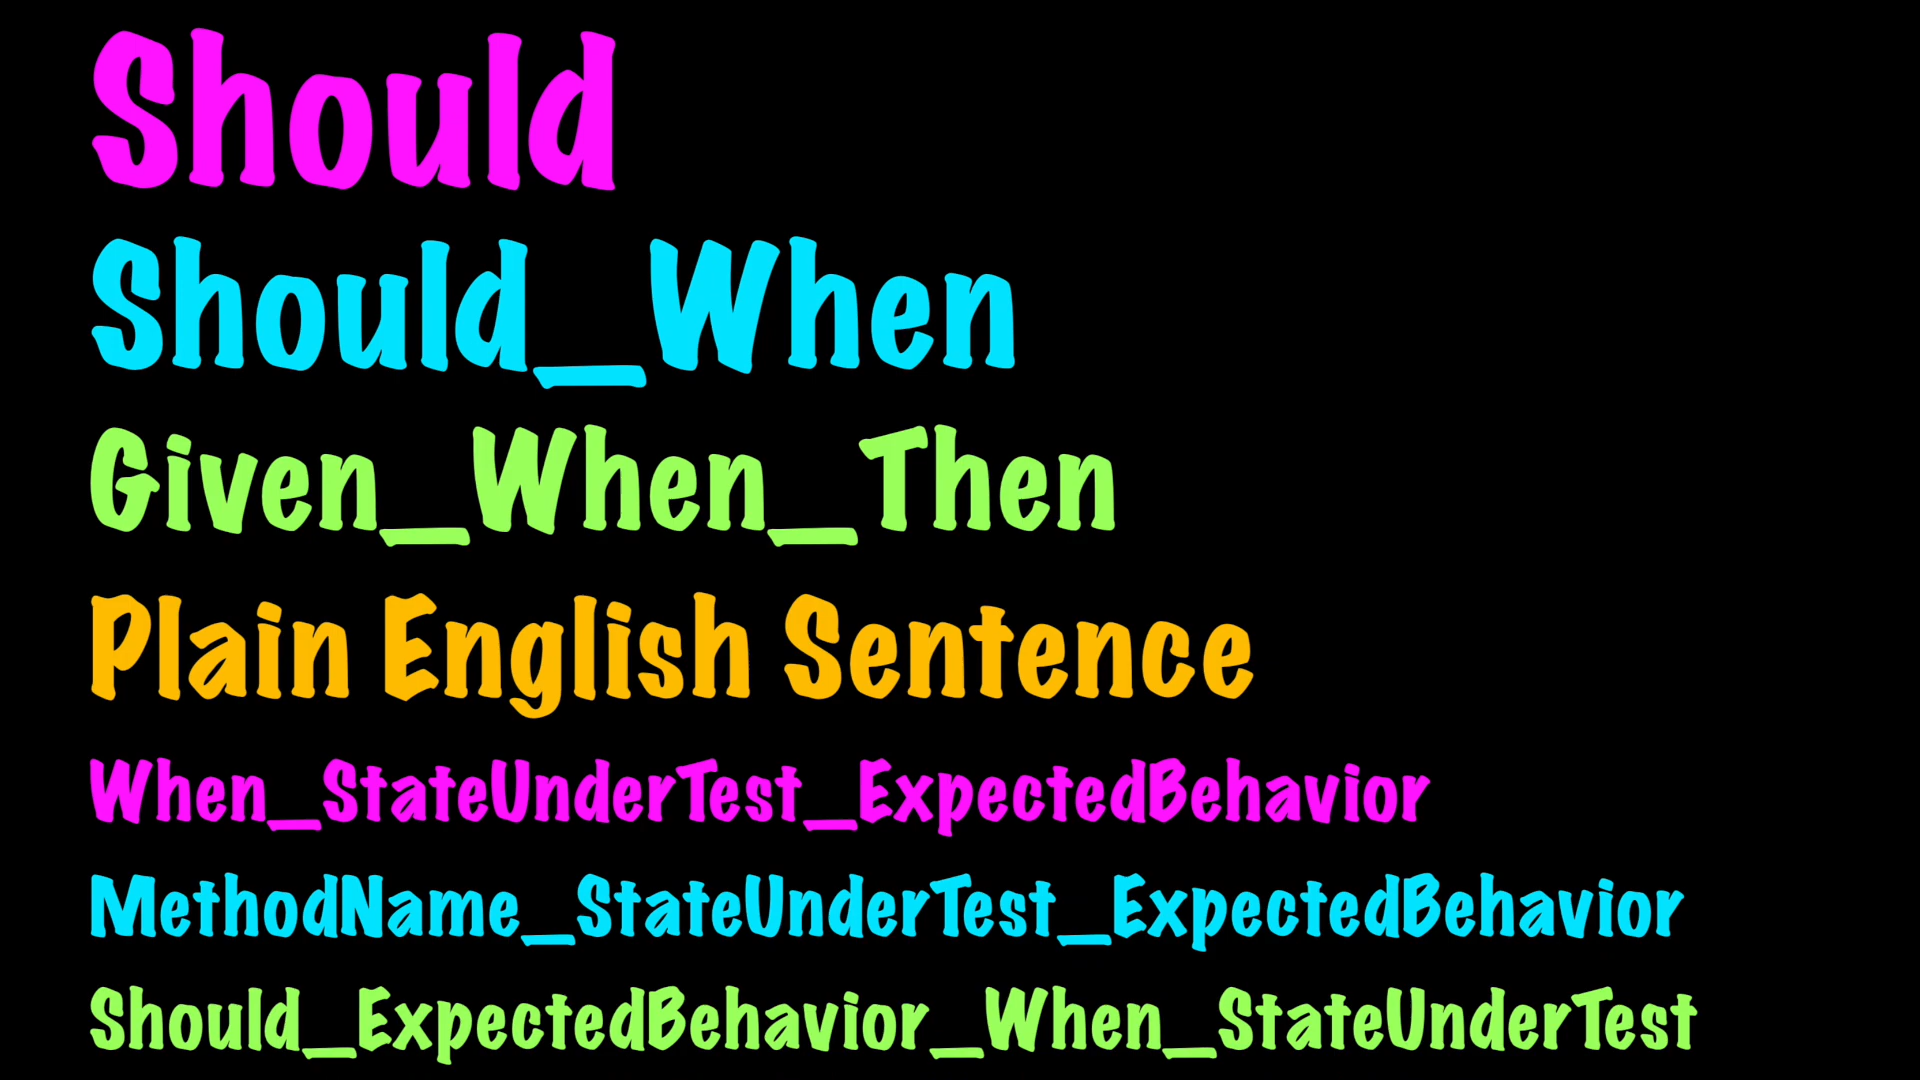 Should
Should_When
Given_When_Then
Plain English Sentence
When_StateUnderTest_ExpectedBehavior
MethodName_StateUnderTest_ExpectedBehavior
Should_ExpectedBehavior_When_StateUnderTest